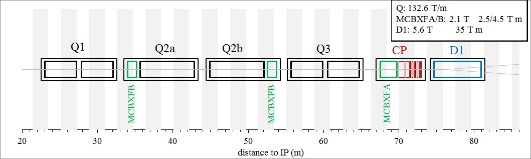 Q: 132.6 T/m
MCBXFA/B: 2.1 T 2.5/4.5 T m
D1: 5.6 T 35 T m
Q1 Q2a Q2b Q3 CP D1
MCBXFB MCBXFB MCBXFA
20 30 40 50 60 70 80
distance to IP (m)